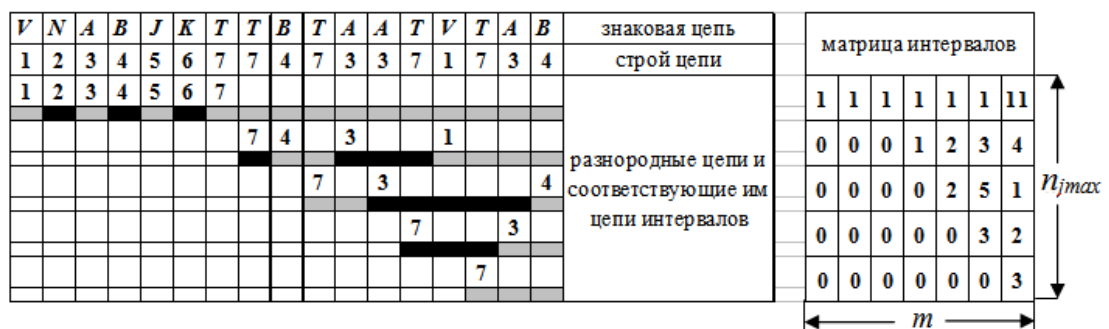 V N A B J K T T B T A A T V T A B знаковая цепь
1 2 3 4 5 6 7 7 4 7 3 3 7 1 7 3 4 строй цепи
1 2 3 4 5 6 7
7 4 3 1
7 3 4
7 3
7
разнородные цепи и
соответствующие им
цепи интервалов
матрица интервалов
1 1 1 1 1 1 11
0 0 0 1 2 3 4
0 0 0 0 2 5 1
0 0 0 0 0 3 2
0 0 0 0 0 0 3
njmax
m